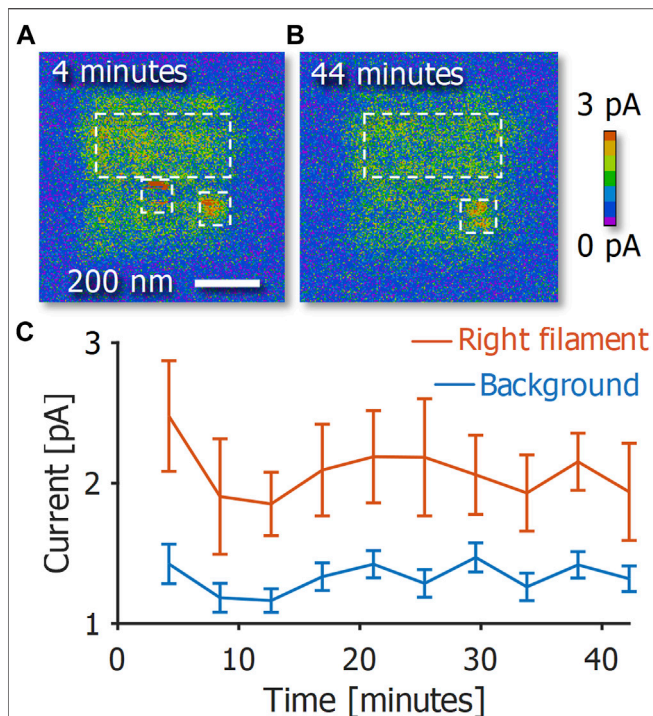 A
4 minutes
200 nm
B
44 minutes
3 pA
0 pA
C
Right filament
Background
Current [pA]
3
2
1
0
10
20
30
40
Time [minutes]